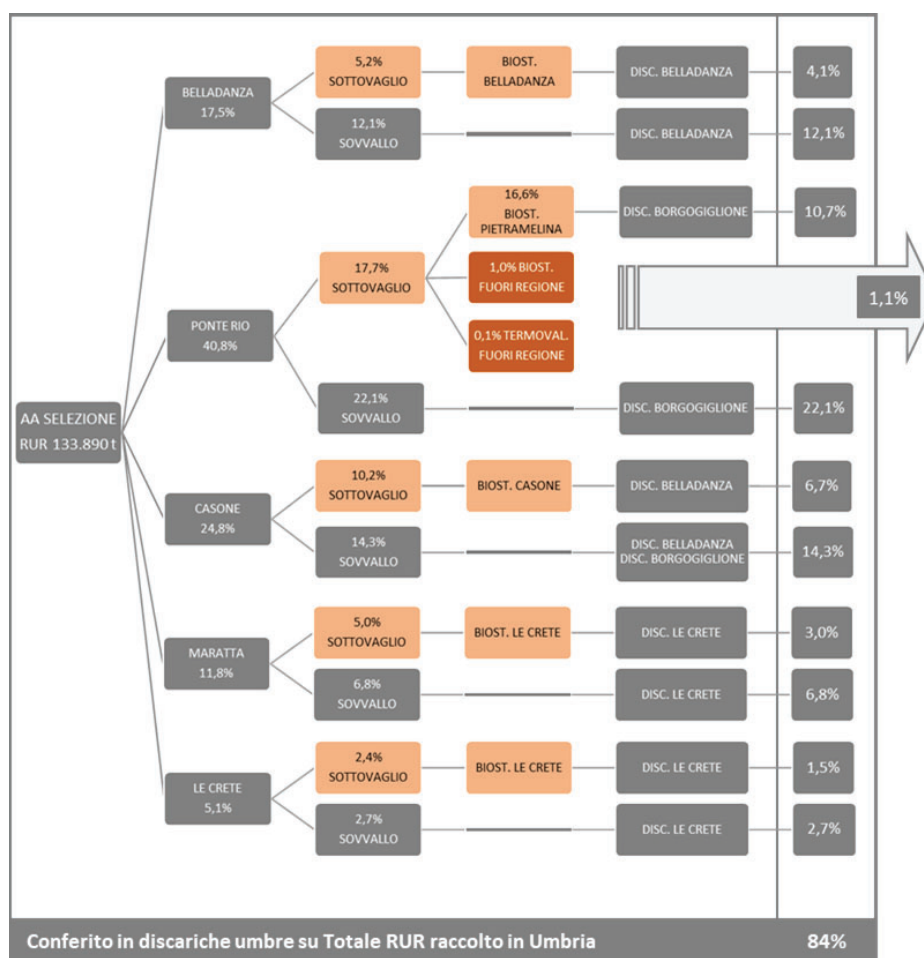 5,2%
SOTTOVAGLIO
BIOST.
BELLADANZA
DISC. BELLADANZA
4,1%
BELLADANZA
17,5%
12,1%
SOVVALLO
DISC. BELLADANZA
12,1%
16,6%
BIOST.
PIETRAMELINA
DISC. BORGOGIGLIONE
10,7%
17,7%
SOTTOVAGLIO
1,0% BIOST.
FUORI REGIONE
1,1%
PONTE RIO
40,8%
0,1% TERMOVAL.
FUORI REGIONE
22,1%
SOVVALLO
DISC. BORGOGIGLIONE
22,1%
AA SELEZIONE
RUR 133.890 t
10,2%
SOTTOVAGLIO
BIOST. CASONE
DISC. BELLADANZA
6,7%
CASONE
24,8%
14,3%
SOVVALLO
DISC. BELLADANZA
DISC. BORGOGIGLIONE
14,3%
5,0%
SOTTOVAGLIO
BIOST. LE CRETE
DISC. LE CRETE
3,0%
MARATTA
11,8%
6,8%
SOVVALLO
DISC. LE CRETE
6,8%
2,4%
SOTTOVAGLIO
BIOST. LE CRETE
DISC. LE CRETE
1,5%
LE CRETE
5,1%
2,7%
SOVVALLO
DISC. LE CRETE
2,7%
Conferito in discariche umbre su Totale RUR raccolto in Umbria
84%